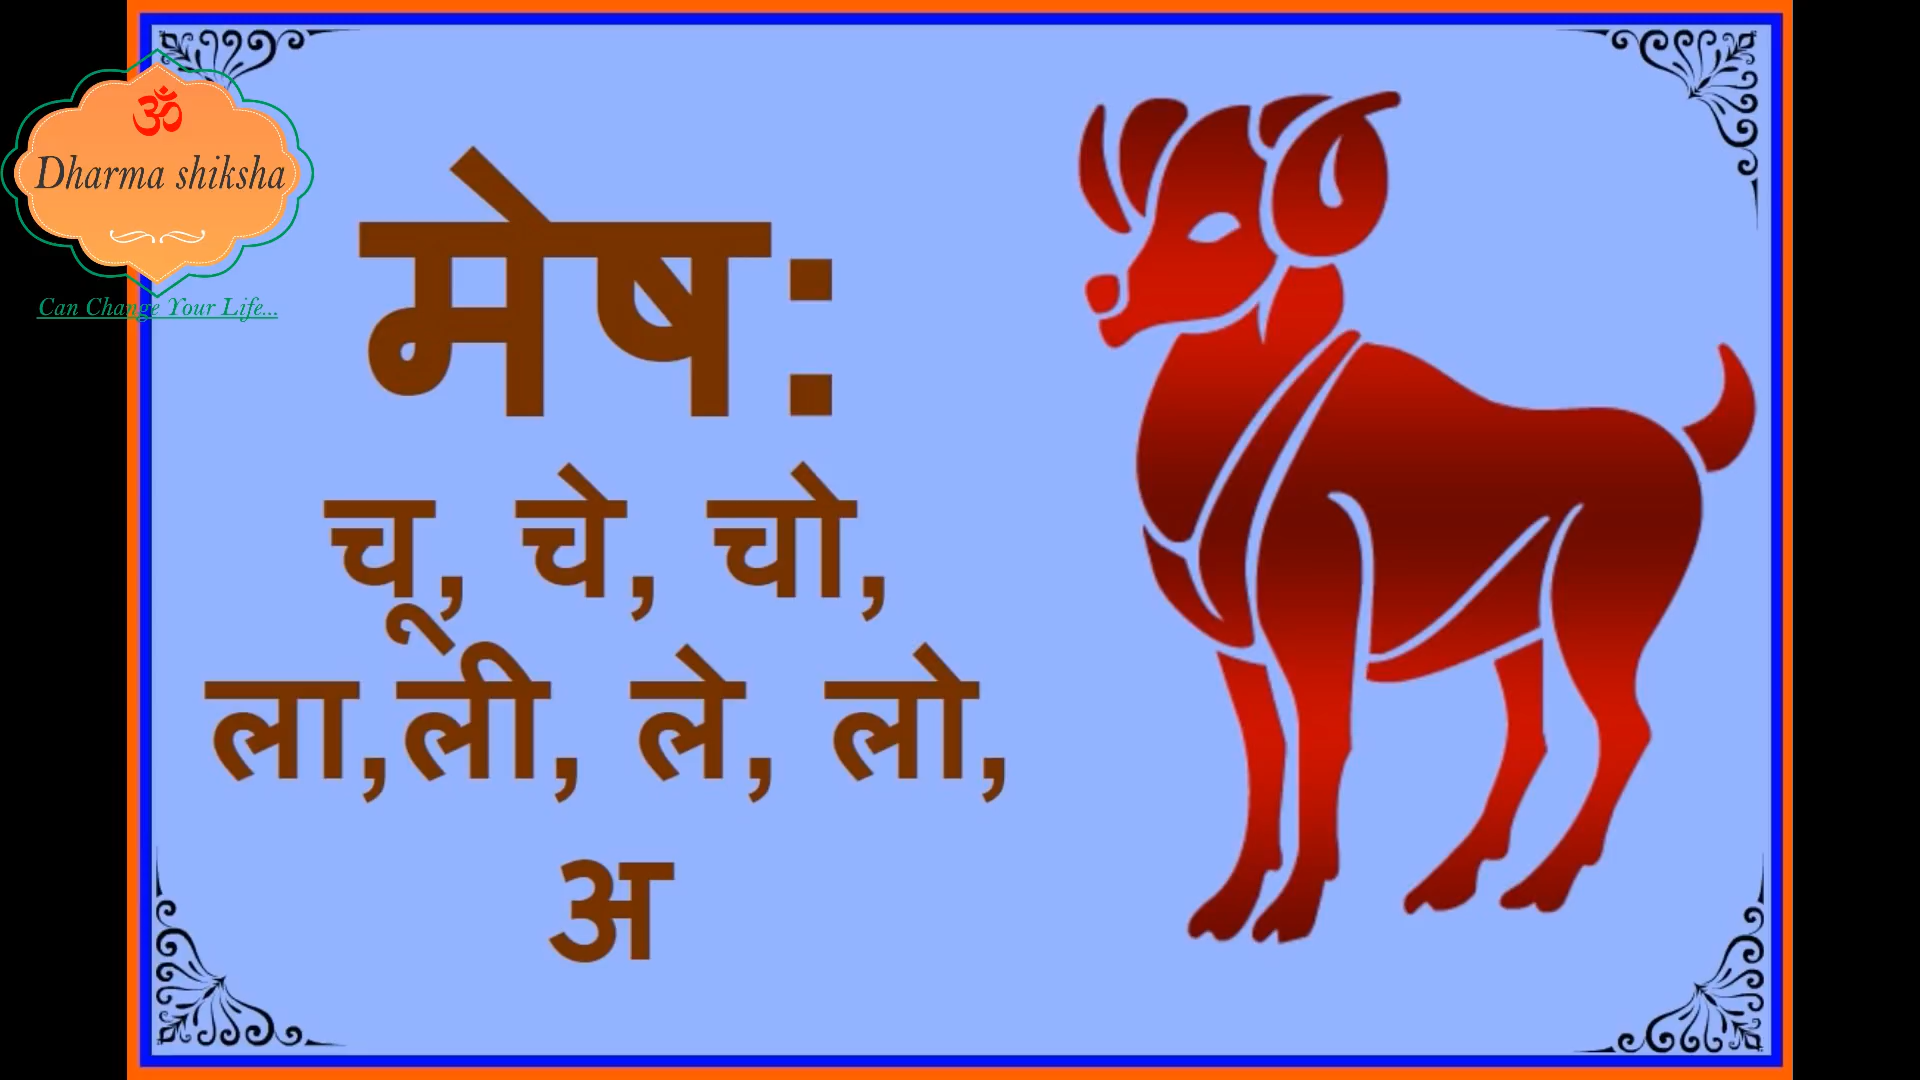 ॐ
Dharma shiksha
Can Change Your Life...
मेष:
चू, चे, चो,
ला,ली, ले, लो,
अ